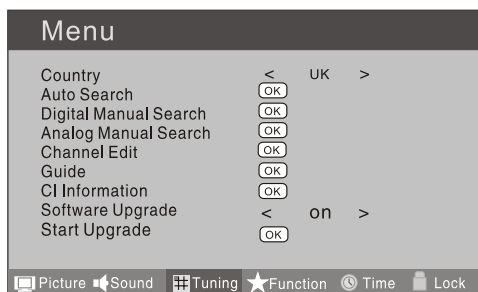 Menu
Country < UK >
Auto Search OK
Digital Manual Search OK
Analog Manual Search OK
Channel Edit OK
Guide OK
CI Information OK
Software Upgrade < on >
Start Upgrade OK
Picture Sound Tuning Function Time Lock